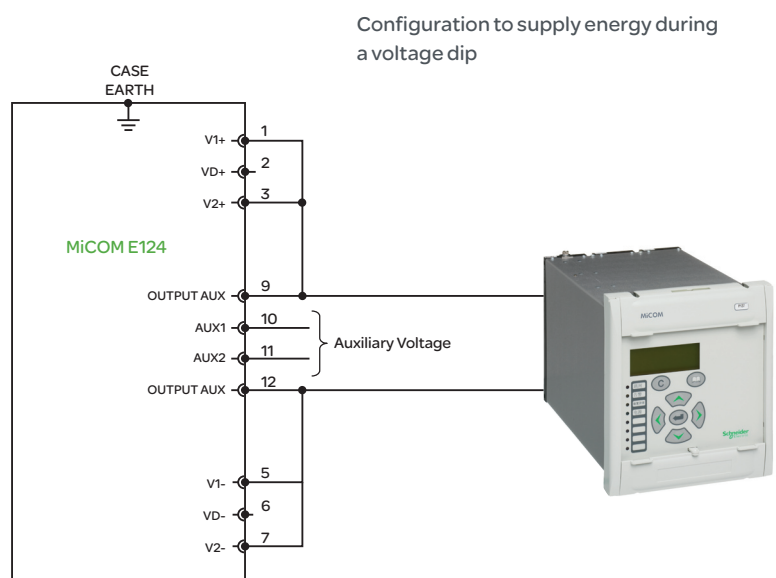 Configuration to supply energy during
a voltage dip
CASE
EARTH
V1+ 1
VD+ 2
V2+ 3
MiCOM E124
OUTPUT AUX 9
AUX1 10
AUX2 11
Auxiliary Voltage
OUTPUT AUX 12
V1- 5
VD- 6
V2- 7
MiCOM
C
Schneider